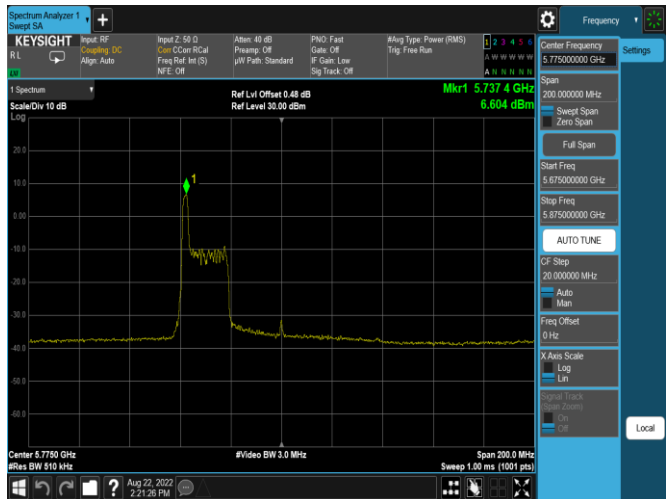 Spectrum Analyzer 1
Swept SA
Frequency
KEYSIGHT
Input: RF
Input Z: 50 Ω
Atten: 40 dB
PNO: Fast
#Avg Type: Power (RMS)
1 2 3 4 5 6
R L
Coupling: DC
Corr CCorr RCal
Preamp: Off
Gate: Off
Trig: Free Run
A W W W W W
Align: Auto
Freq Ref: Int (S)
µW Path: Standard
IF Gain: Low
NFE: Off
Sig Track: Off
A N N N N N
1 Spectrum
Ref Lvl Offset 0.48 dB
Mkr1 5.737 4 GHz
Scale/Div 10 dB
Ref Level 30.00 dBm
6.604 dBm
Log
20.0
10.0
1
0.00
-10.0
-20.0
-30.0
-40.0
-50.0
-60.0
Center 5.7750 GHz
#Video BW 3.0 MHz
Span 200.0 MHz
#Res BW 510 kHz
Sweep 1.00 ms (1001 pts)
Aug 22, 2022
2:21:26 PM
Center Frequency
5.775000000 GHz
Settings
Span
200.000000 MHz
Swept Span
Zero Span
Full Span
Start Freq
5.675000000 GHz
Stop Freq
5.875000000 GHz
AUTO TUNE
CF Step
20.000000 MHz
Auto
Man
Freq Offset
0 Hz
X Axis Scale
Log
Lin
Signal Track
(Span Zoom)
On
Off
Local